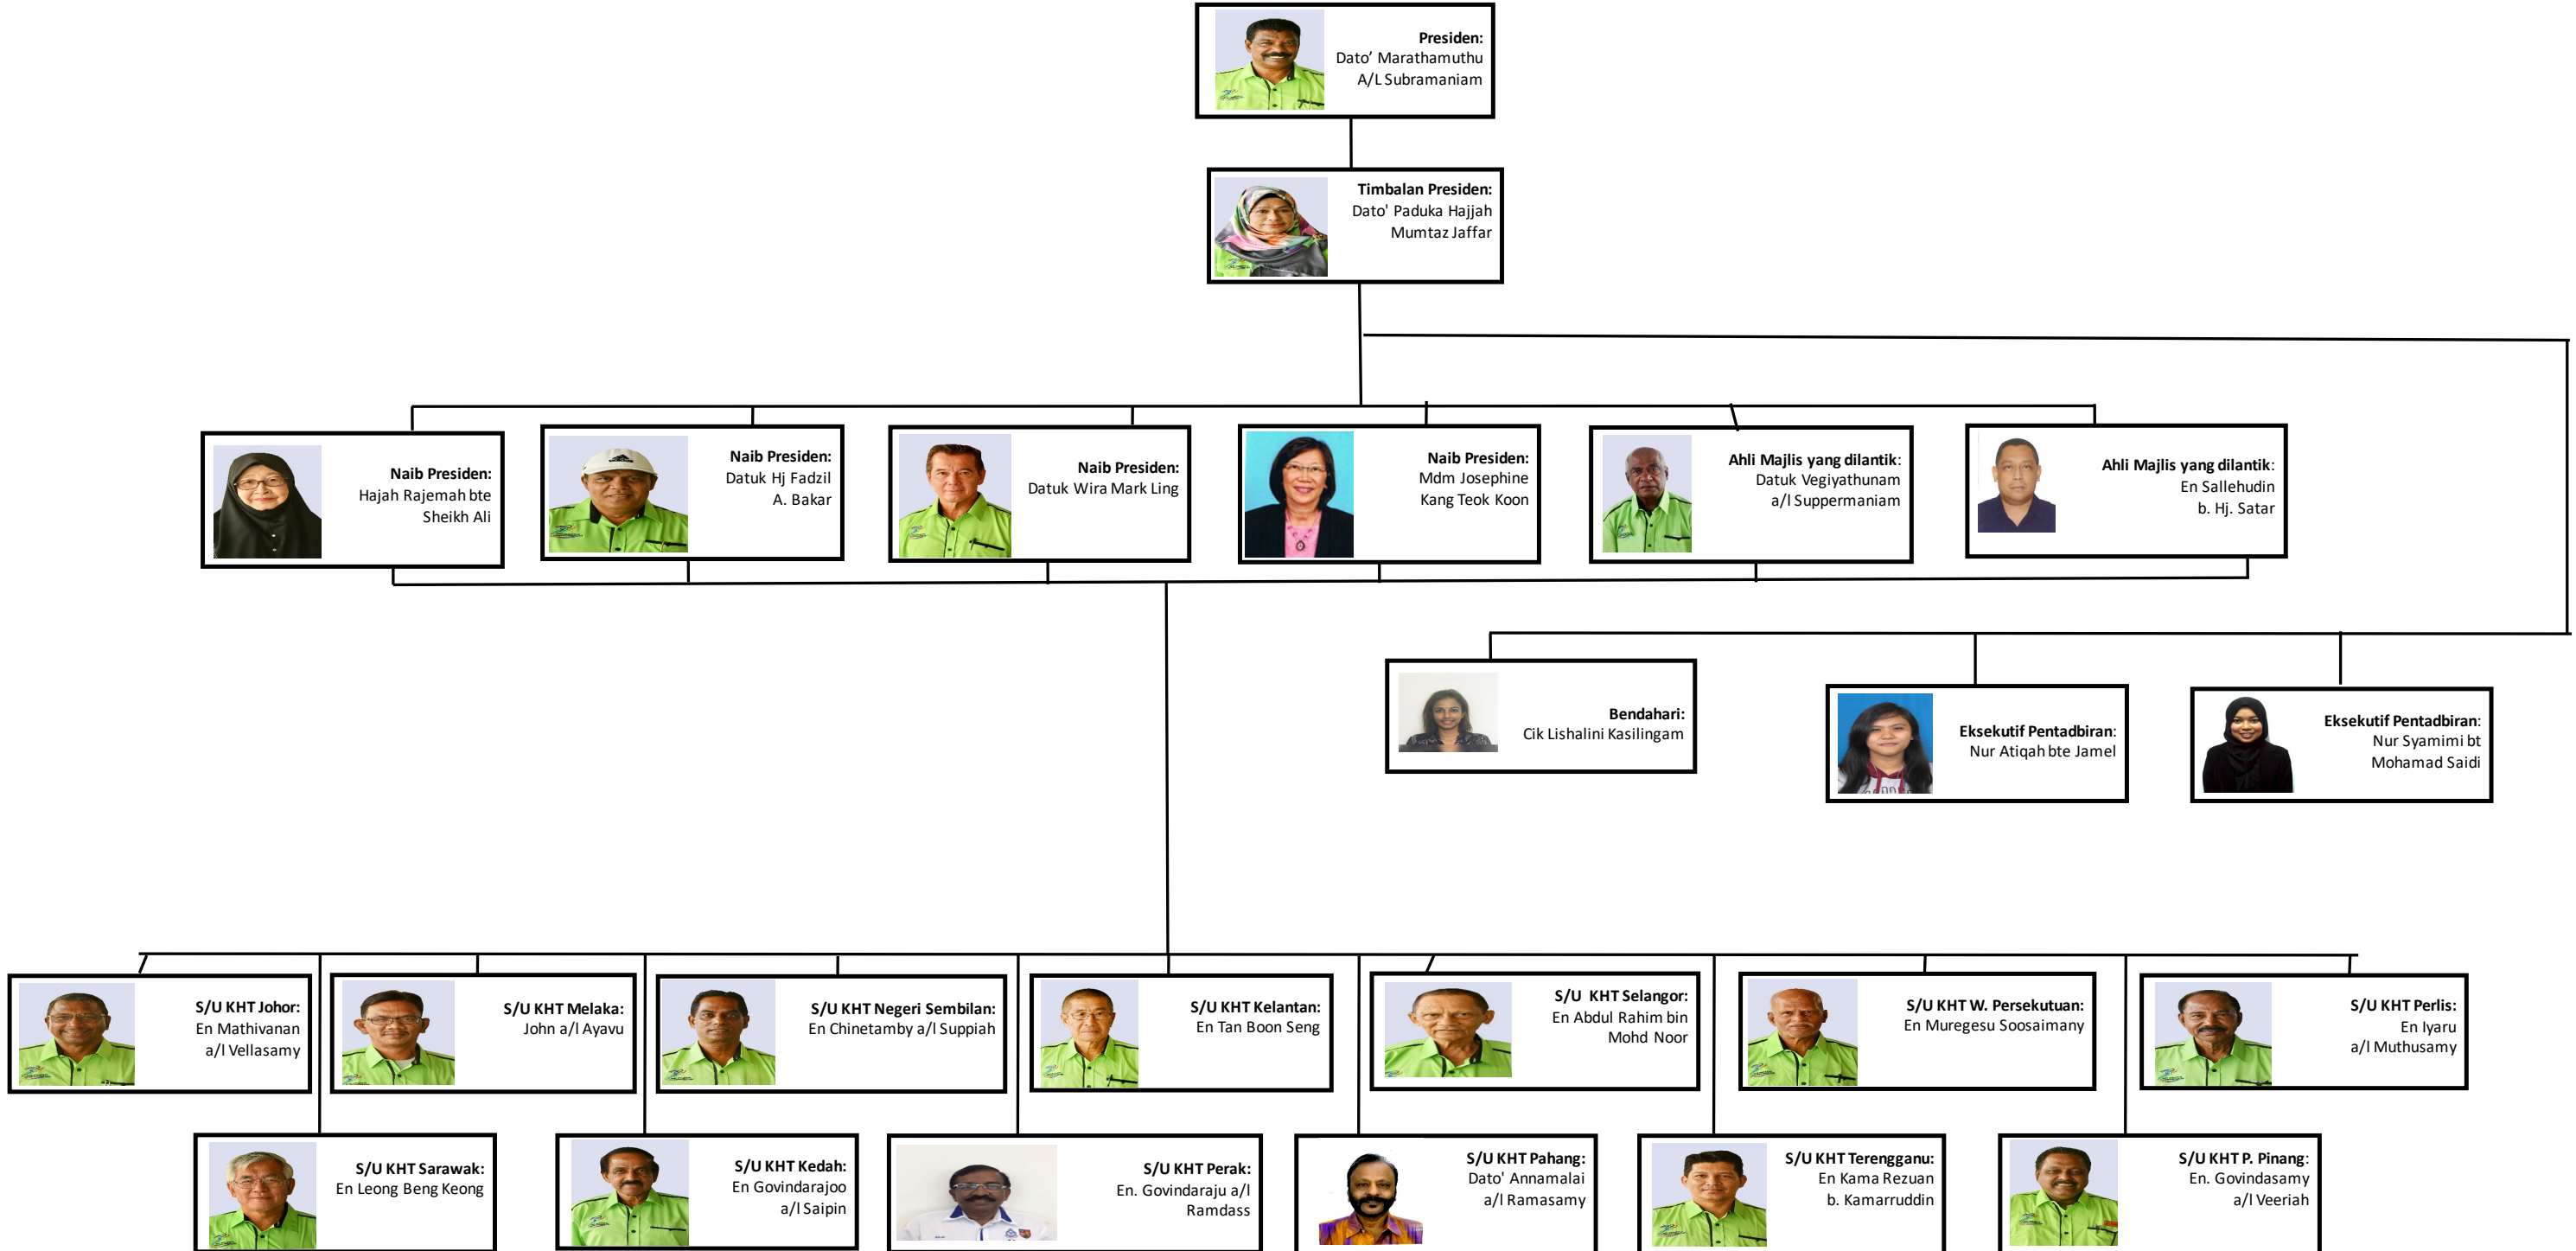 Presiden:
Dato’ Marathamuthu
A/L Subramaniam
Timbalan Presiden:
Dato' Paduka Hajjah
Mumtaz Jaffar
Naib Presiden:
Hajah Rajemah bte
Sheikh Ali
Naib Presiden:
Datuk Hj Fadzil
A. Bakar
Naib Presiden:
Datuk Wira Mark Ling
Naib Presiden:
Mdm Josephine
Kang Teok Koon
Ahli Majlis yang dilantik:
Datuk Vegiyathunam
a/l Suppermaniam
Ahli Majlis yang dilantik:
En Sallehudin
b. Hj. Satar
Bendahari:
Cik Lishalini Kasilingam
Eksekutif Pentadbiran:
Nur Atiqah bte Jamel
Eksekutif Pentadbiran:
Nur Syamimi bt
Mohamad Saidi
S/U KHT Johor:
En Mathivanan
a/l Vellasamy
S/U KHT Melaka:
John a/l Ayavu
S/U KHT Negeri Sembilan:
En Chinetamby a/l Suppiah
S/U KHT Kelantan:
En Tan Boon Seng
S/U KHT Selangor:
En Abdul Rahim bin
Mohd Noor
S/U KHT W. Persekutuan:
En Muregesu Soosaimany
S/U KHT Perlis:
En Iyaru
a/l Muthusamy
S/U KHT Sarawak:
En Leong Beng Keong
S/U KHT Kedah:
En Govindarajoo
a/l Saipin
S/U KHT Perak:
En. Govindaraju a/l
Ramdass
S/U KHT Pahang:
Dato' Annamalai
a/l Ramasamy
S/U KHT Terengganu:
En Kama Rezuan
b. Kamarruddin
S/U KHT P. Pinang:
En. Govindasamy
a/l Veeriah